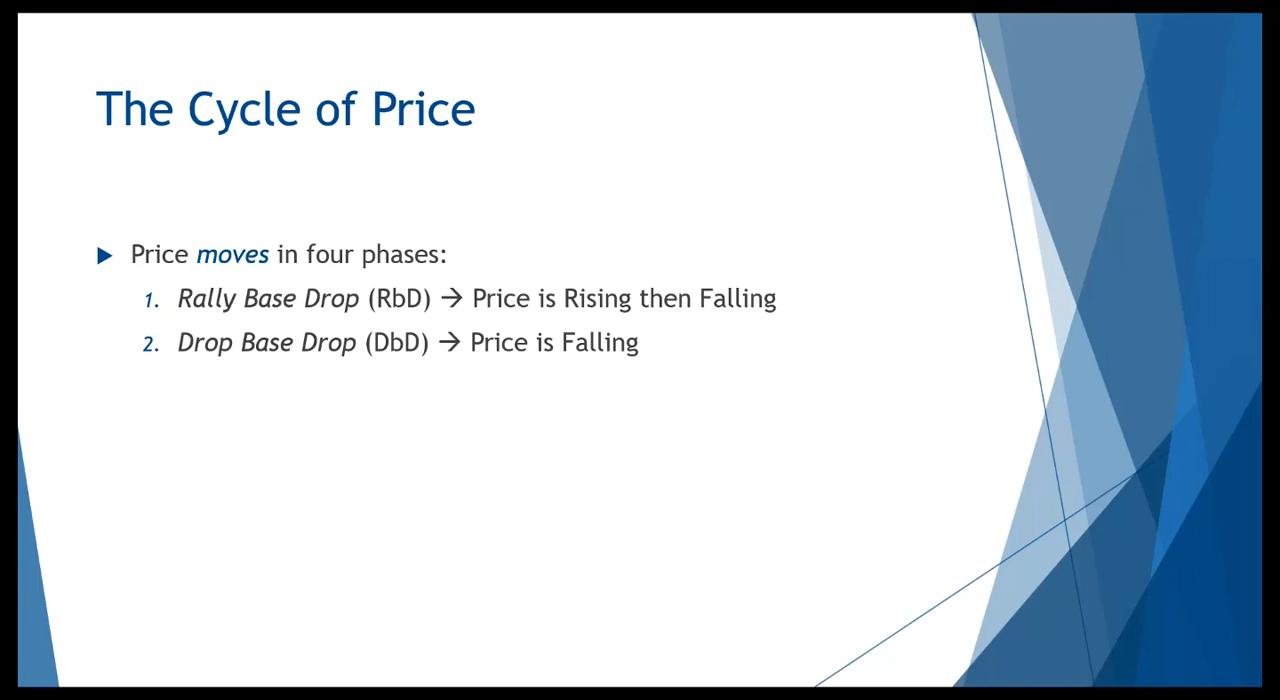 The Cycle of Price
Price moves in four phases:
1. Rally Base Drop (RbD) → Price is Rising then Falling
2. Drop Base Drop (DbD) → Price is Falling